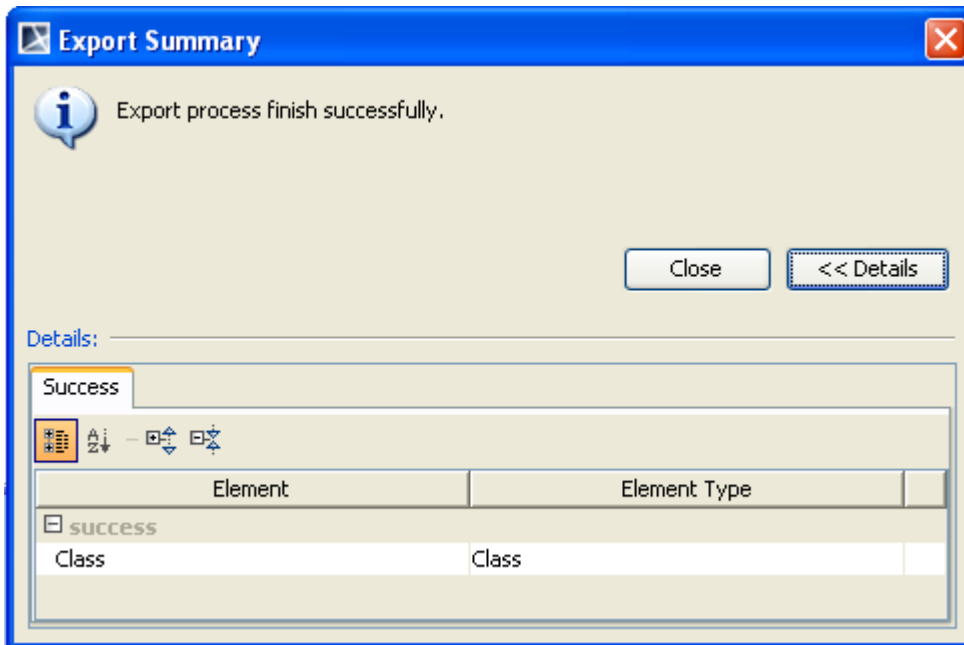 Export Summary
Export process finish successfully.
Close
<< Details
Details:
Success
Element Element Type
success
Class Class